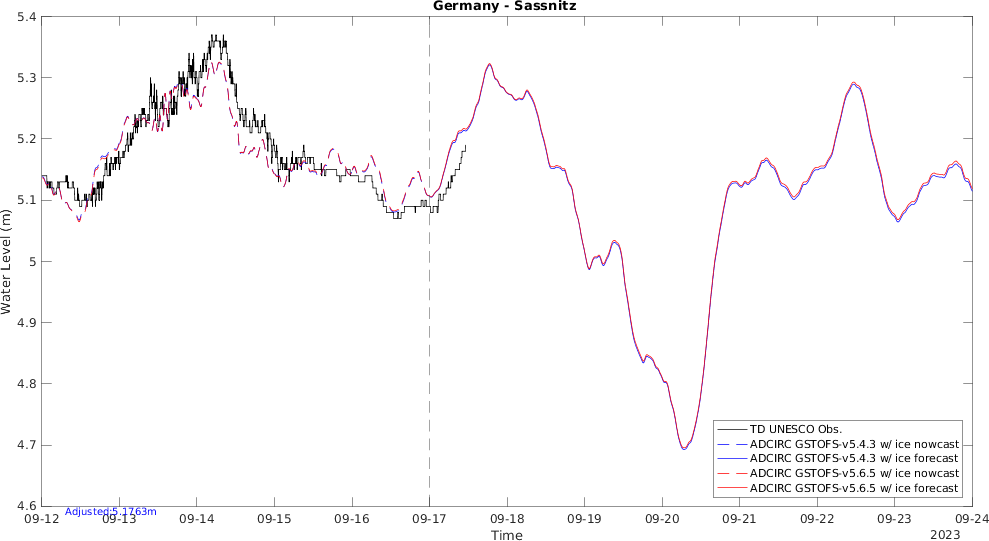 Germany - Sassnitz
5.4
5.3
5.2
5.1
5
4.9
4.8
4.7
4.6
Water Level (m)
TD UNESCO Obs.
ADCIRC GSTOFS-v5.4.3 w/ ice nowcast
ADCIRC GSTOFS-v5.4.3 w/ ice forecast
ADCIRC GSTOFS-v5.6.5 w/ ice nowcast
ADCIRC GSTOFS-v5.6.5 w/ ice forecast
Adjusted:5.1763m
09-12 09-13 09-14 09-15 09-16 09-17 09-18 09-19 09-20 09-21 09-22 09-23 09-24
Time
2023